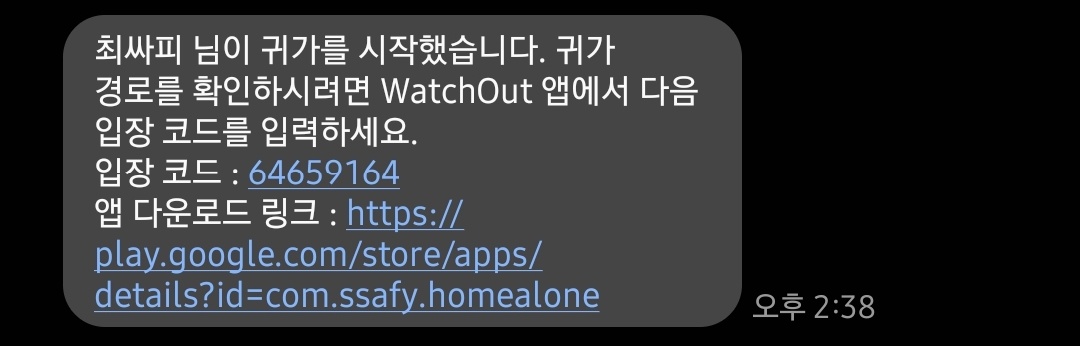 최싸피 님이 귀가를 시작했습니다. 귀가
경로를 확인하시려면 WatchOut 앱에서 다음
입장 코드를 입력하세요.
입장 코드 : 64659164
앱 다운로드 링크 : https://
play.google.com/store/apps/
details?id=com.ssafy.homealone
오후 2:38